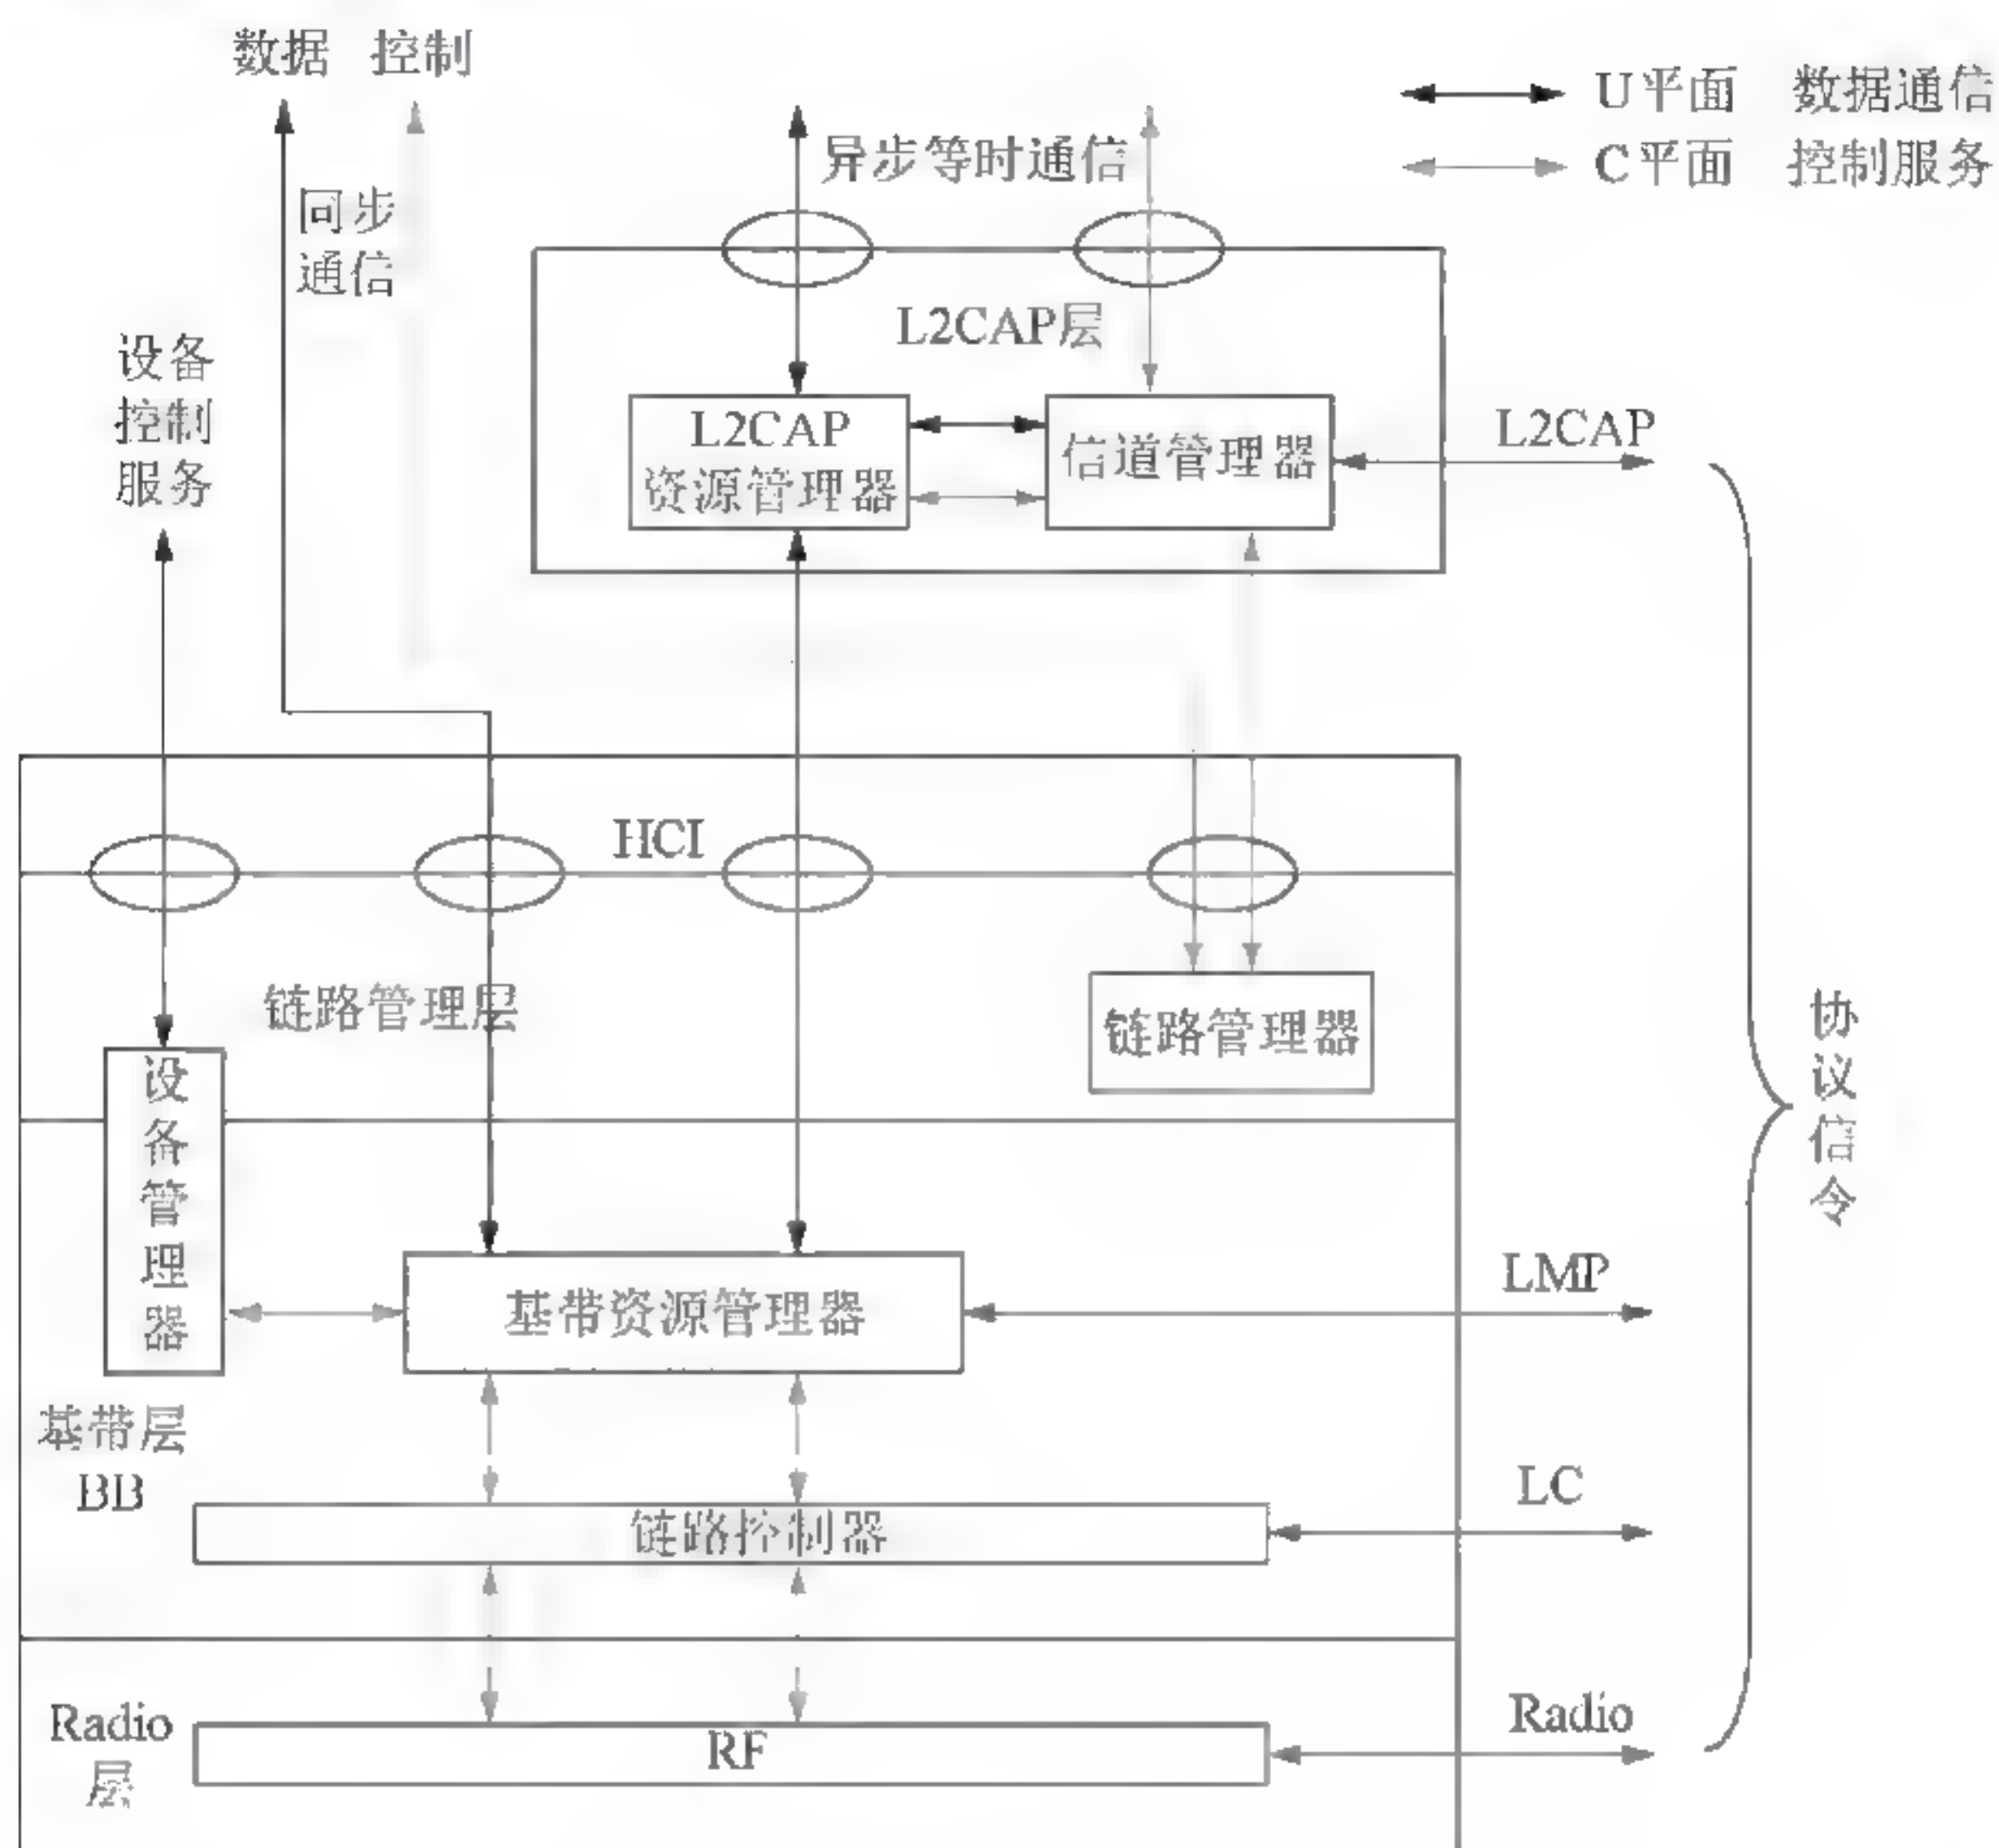 数据 控制
U平面 数据通信
C平面 控制服务
异步等时通信
同步
通信
L2CAP层
设备
控制
服务
L2CAP
资源管理器
信道管理器
L2CAP
HCI
链路管理层
链路管理器
设备管理器
协议信令
基带资源管理器
LMP
基带层
BB
链路控制器
LC
Radio
层
RF
Radio